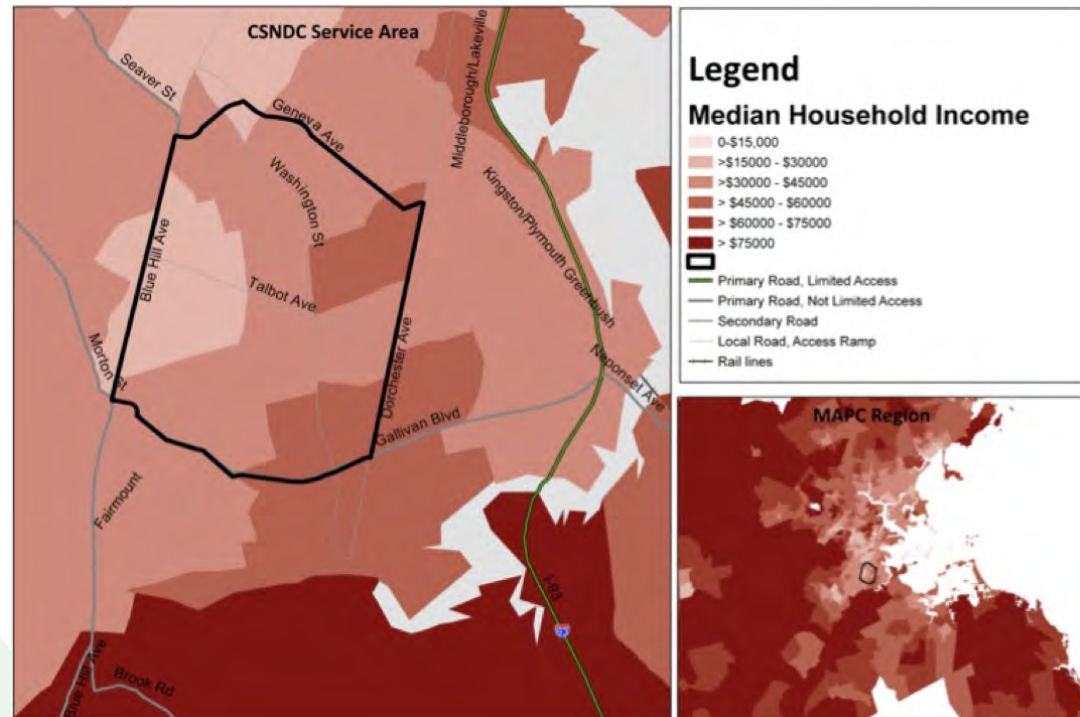 CSNDC Service Area
Seaver St
Geneva Ave
Middleborough/Lakeville
Washington St
Kingston/Plymouth Greenbush
Blue Hill Ave
Talbot Ave
Morton St
Dorchester Ave
Neponset Ave
Gallivan Blvd
Fairmount
I-93
Blue Hill Ave
Brook Rd
Legend
Median Household Income
0-$15,000
>$15000 - $30000
>$30000 - $45000
> $45000 - $60000
> $60000 - $75000
> $75000
Primary Road, Limited Access
Primary Road, Not Limited Access
Secondary Road
Local Road, Access Ramp
Rail lines
MAPC Region